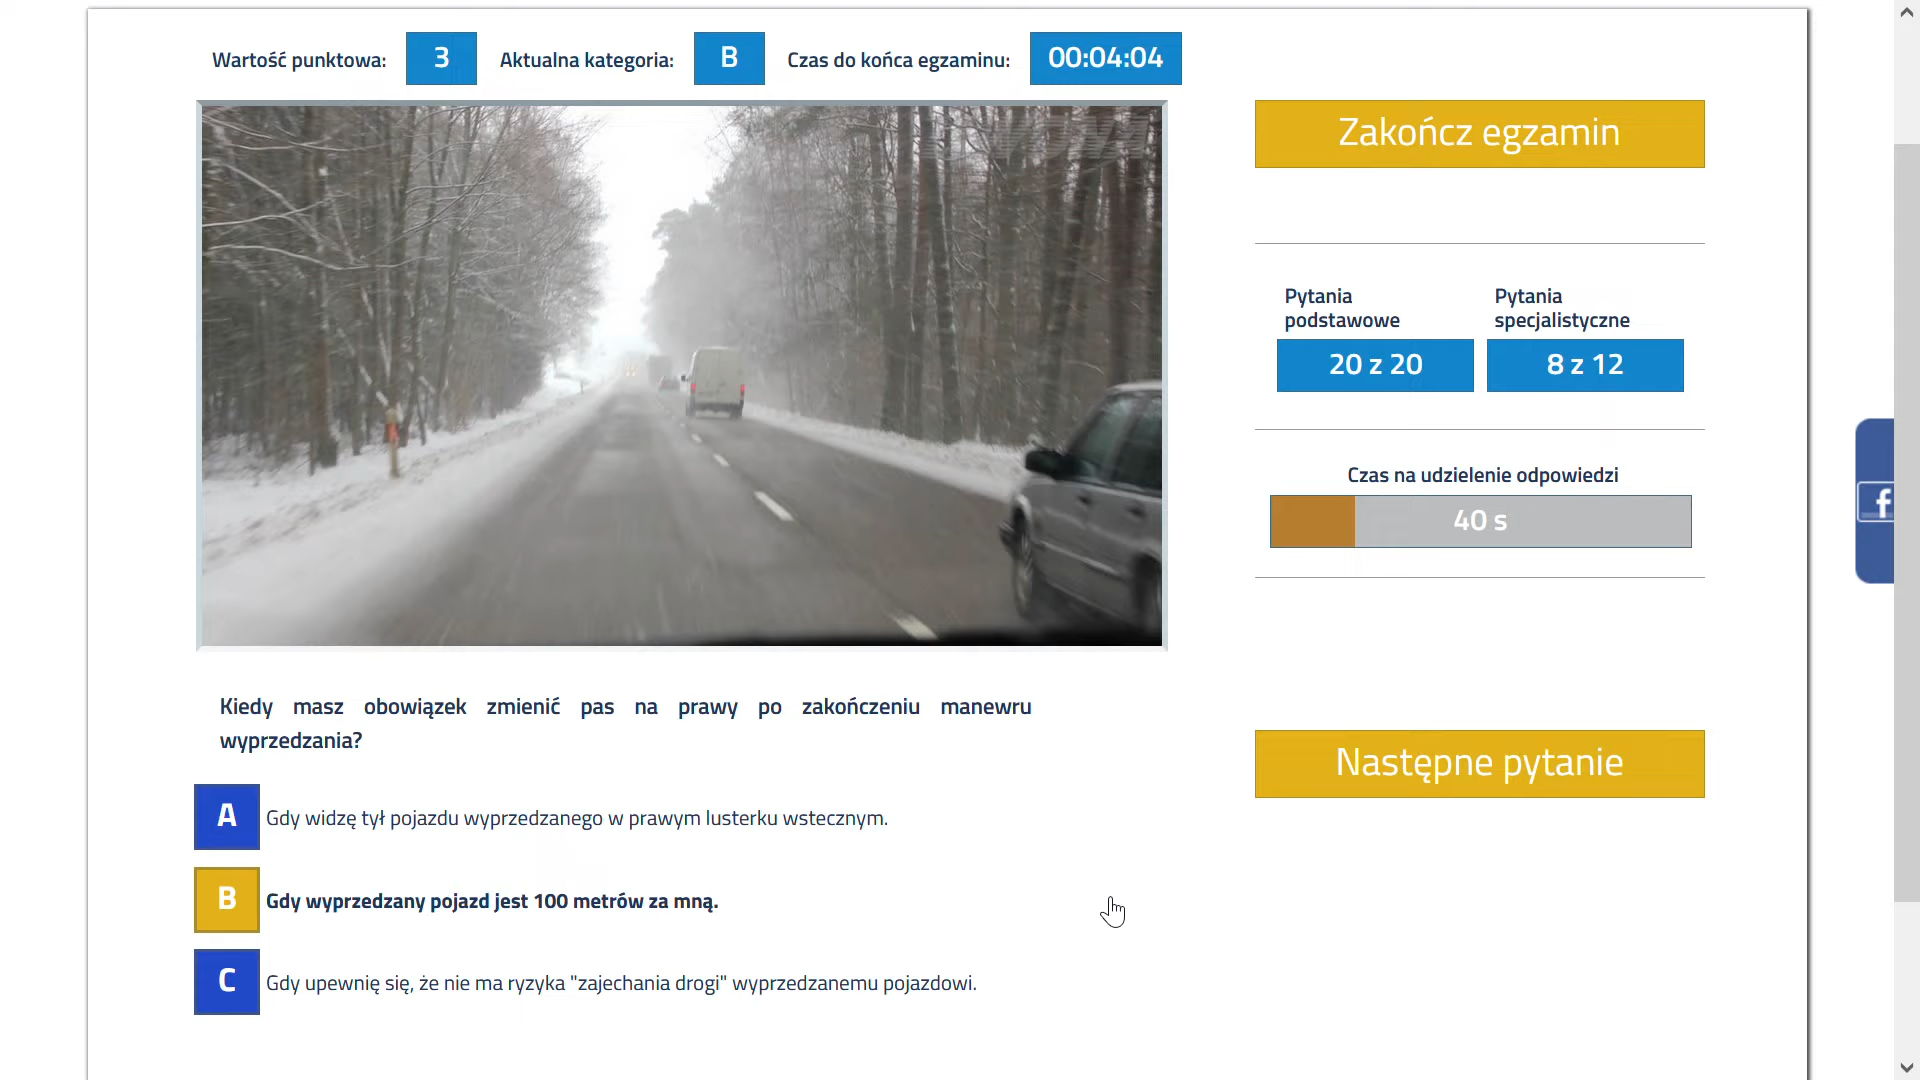 Wartość punktowa: 3 Aktualna kategoria: B Czas do końca egzaminu: 00:04:04
Zakończ egzamin
Pytania podstawowe
20 z 20
Pytania specjalistyczne
8 z 12
Czas na udzielenie odpowiedzi
40 s
Kiedy masz obowiązek zmienić pas na prawy po zakończeniu manewru
wyprzedzania?
A Gdy widzę tył pojazdu wyprzedzanego w prawym lusterku wstecznym.
B Gdy wyprzedzany pojazd jest 100 metrów za mną.
C Gdy upewnię się, że nie ma ryzyka "zajechania drogi" wyprzedzanemu pojazdowi.
Następne pytanie
f